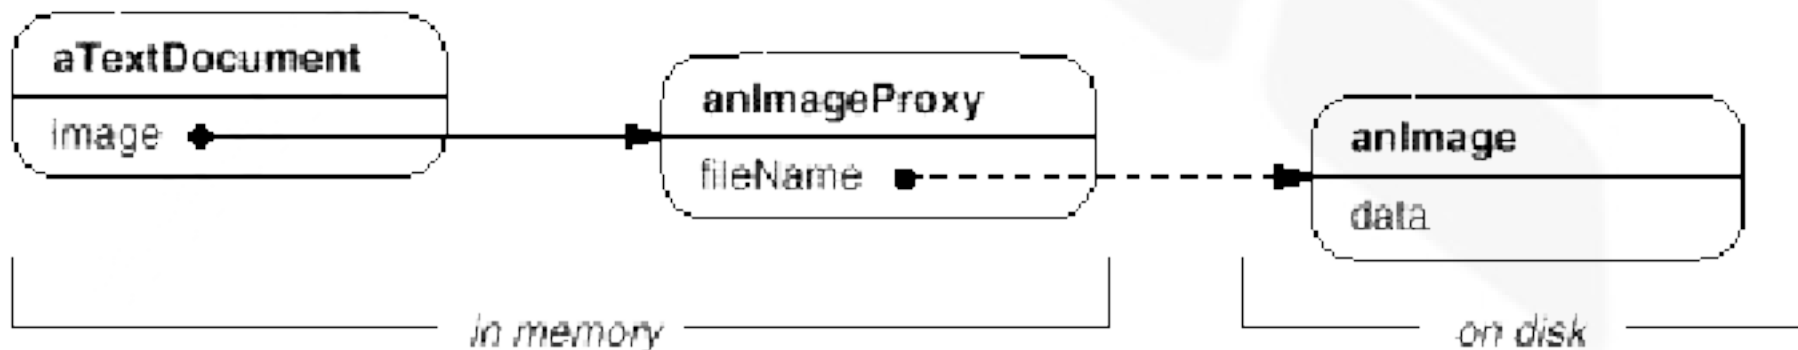 aTextDocument
image
anImageProxy
fileName
anImage
data
in memory
on disk